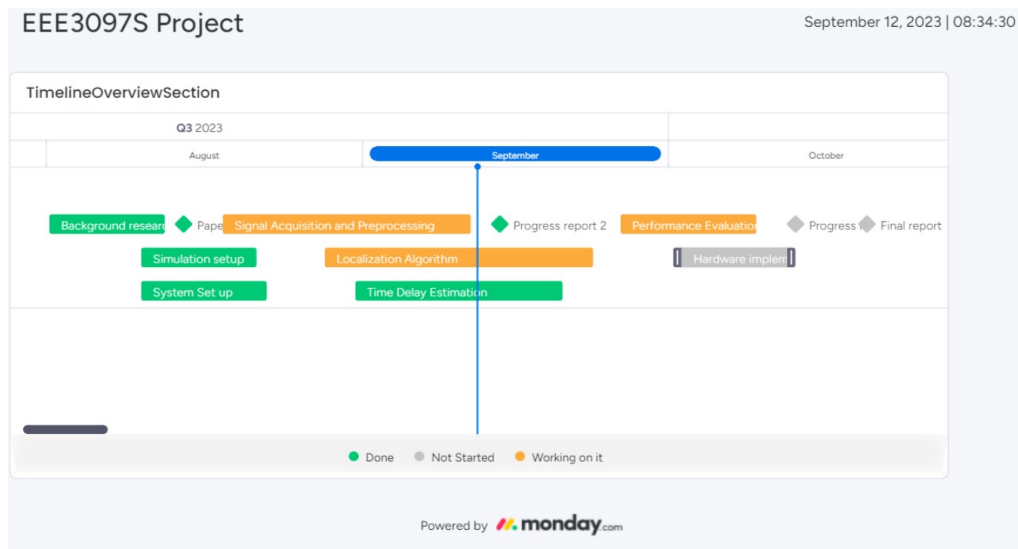 EEE3097S Project
September 12, 2023 | 08:34:30
TimelineOverviewSection
Q3 2023
August
September
October
Background researc
Pape
Signal Acquisition and Preprocessing
Progress report 2
Performance Evaluation
Progress
Final report
Simulation setup
Localization Algorithm
Hardware implem
System Set up
Time Delay Estimation
Done
Not Started
Working on it
Powered by monday.com